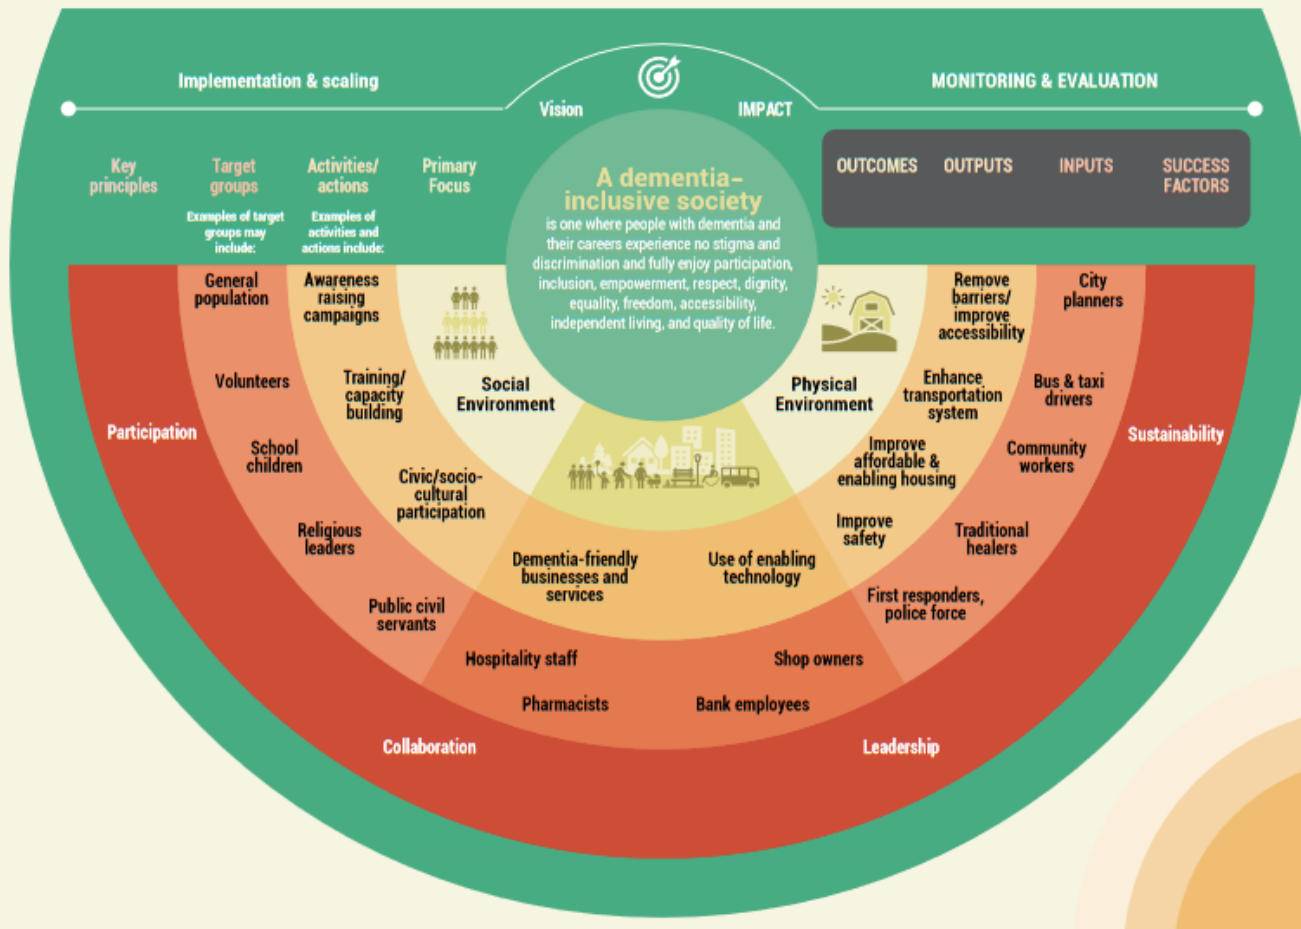 Implementation & scaling
Vision
IMPACT
MONITORING & EVALUATION
Key
principles
Target
groups
Examples of target
groups may
include:
Activities/
actions
Examples of
activities and
actions include:
Primary
Focus
A dementia-
inclusive society
is one where people with dementia and
their careers experience no stigma and
discrimination and fully enjoy participation,
inclusion, empowerment, respect, dignity,
equality, freedom, accessibility,
independent living, and quality of life.
OUTCOMES
OUTPUTS
INPUTS
SUCCESS
FACTORS
General
population
Awareness
raising
campaigns
Remove
barriers/
improve
accessibility
City
planners
Volunteers
Training/
capacity
building
Social
Environment
Physical
Environment
Enhance
transportation
system
Bus & taxi
drivers
Participation
Sustainability
School
children
Civic/socio-
cultural
participation
Improve
affordable &
enabling housing
Community
workers
Religious
leaders
Improve
safety
Traditional
healers
Dementia-friendly
businesses and
services
Use of enabling
technology
Public civil
servants
First responders,
police force
Hospitality staff
Shop owners
Pharmacists
Bank employees
Collaboration
Leadership